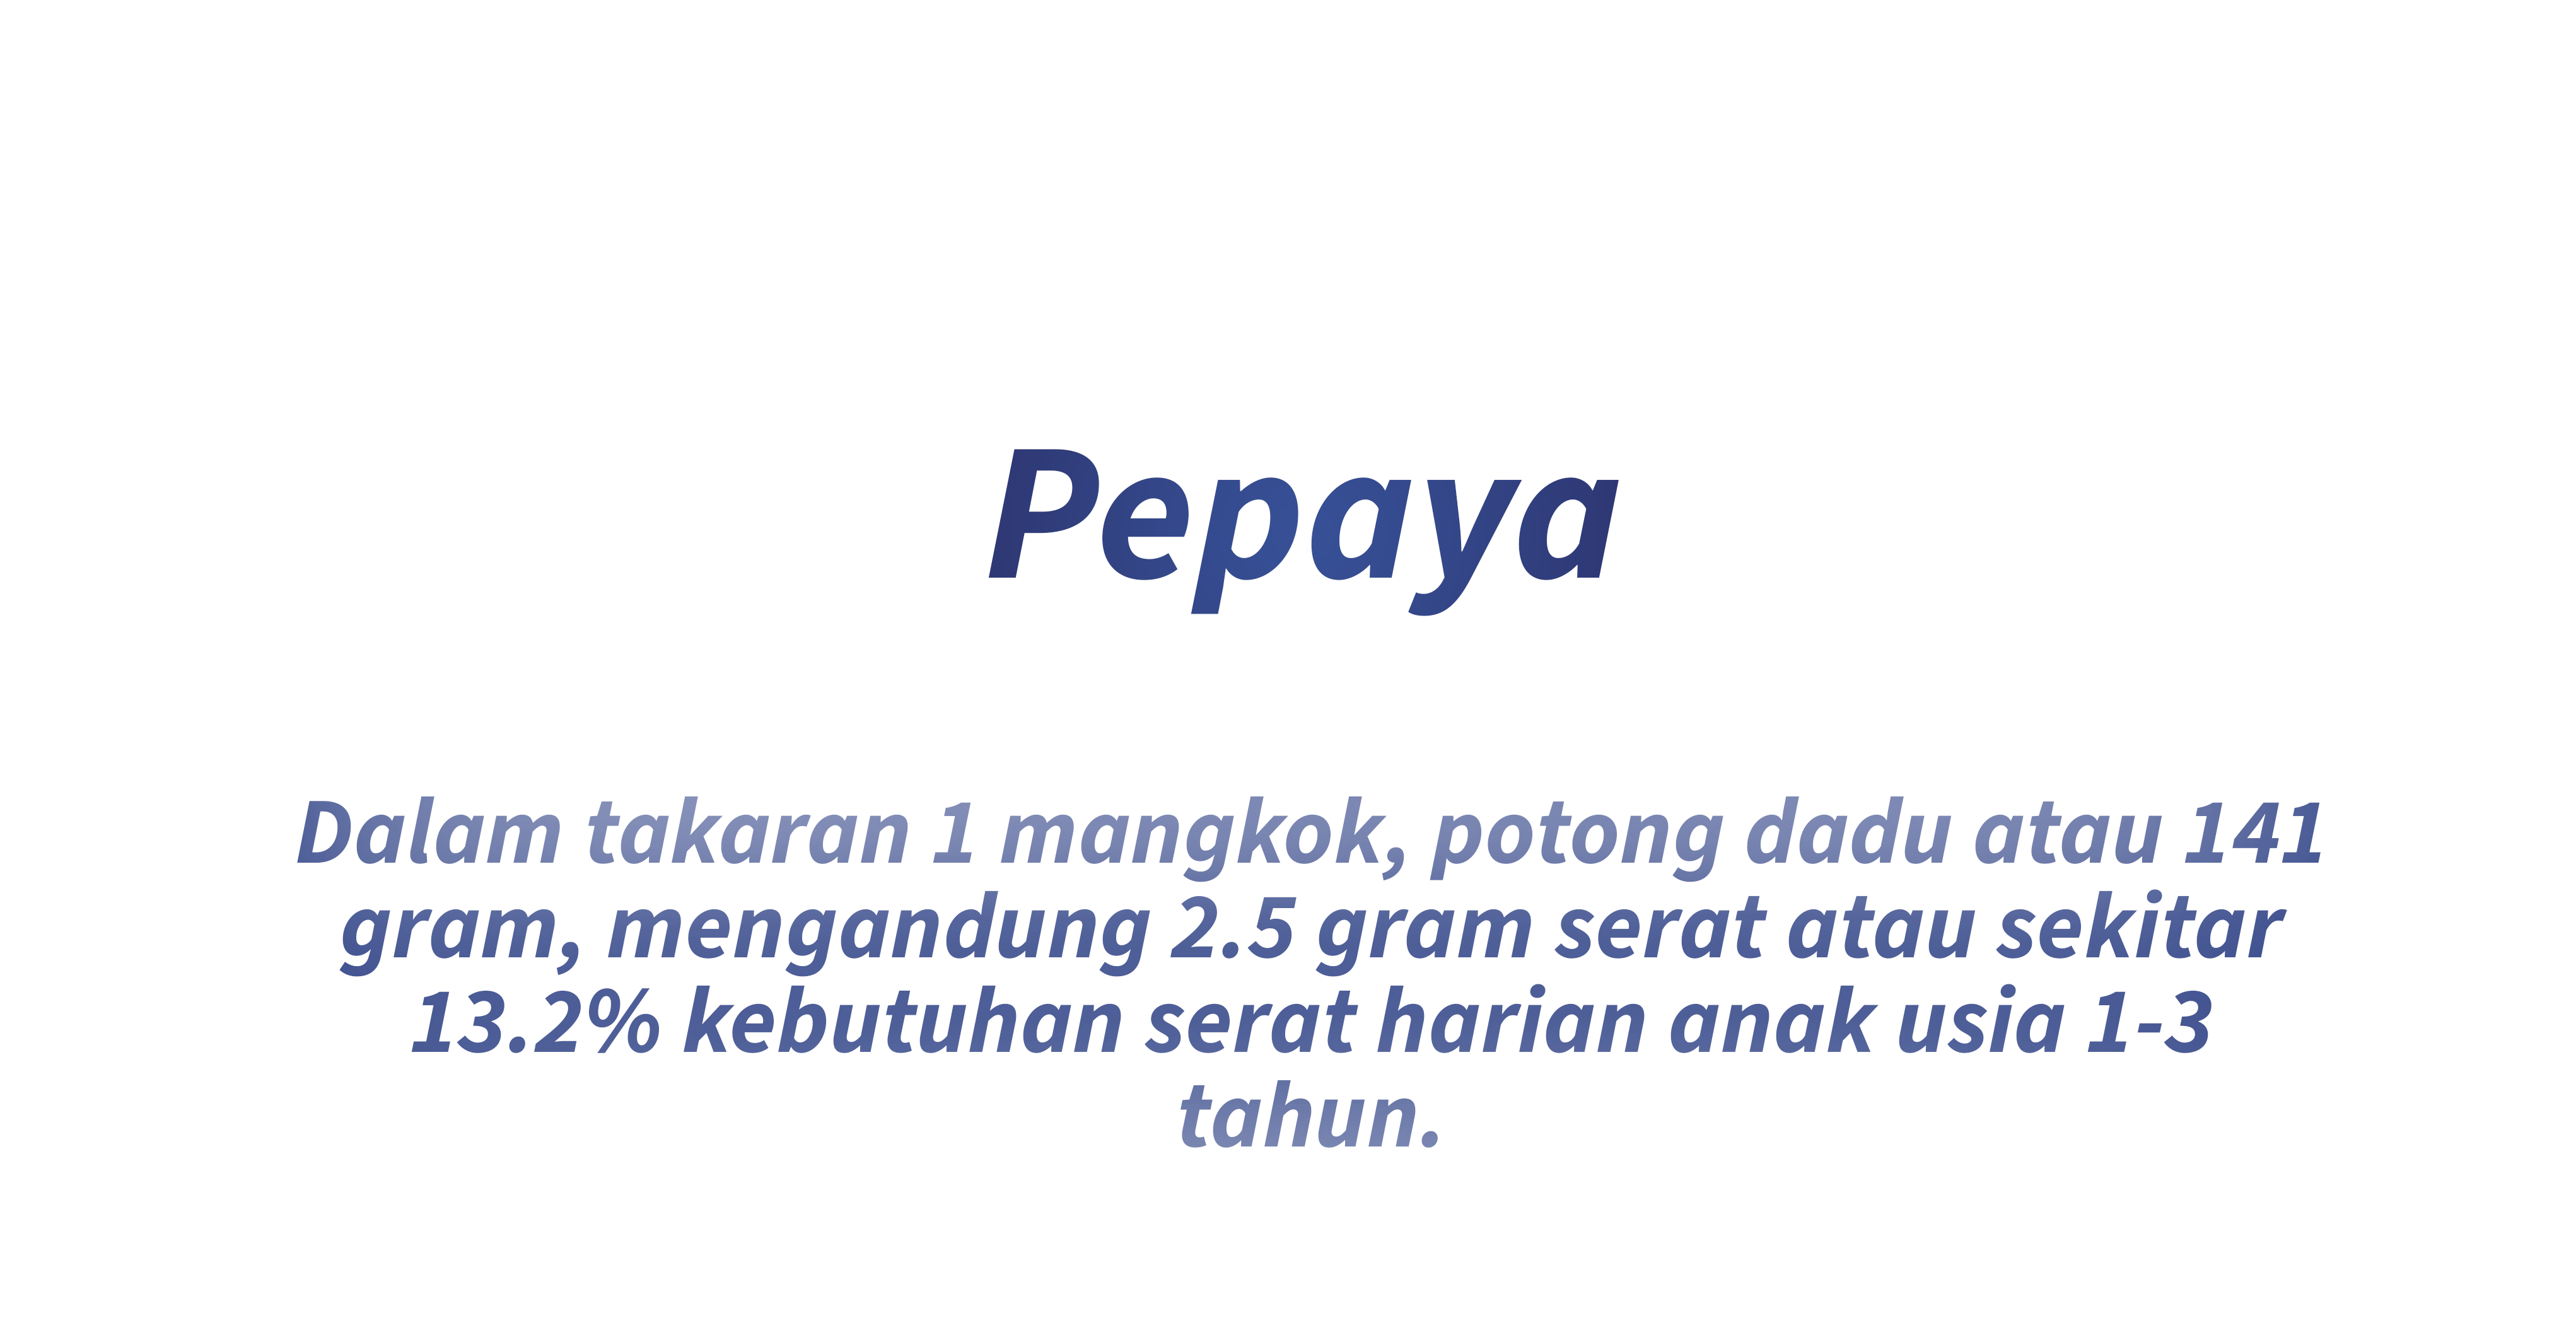 Pepaya
Dalam takaran 1 mangkok, potong dadu atau 141
gram, mengandung 2.5 gram serat atau sekitar
13.2% kebutuhan serat harian anak usia 1-3
tahun.